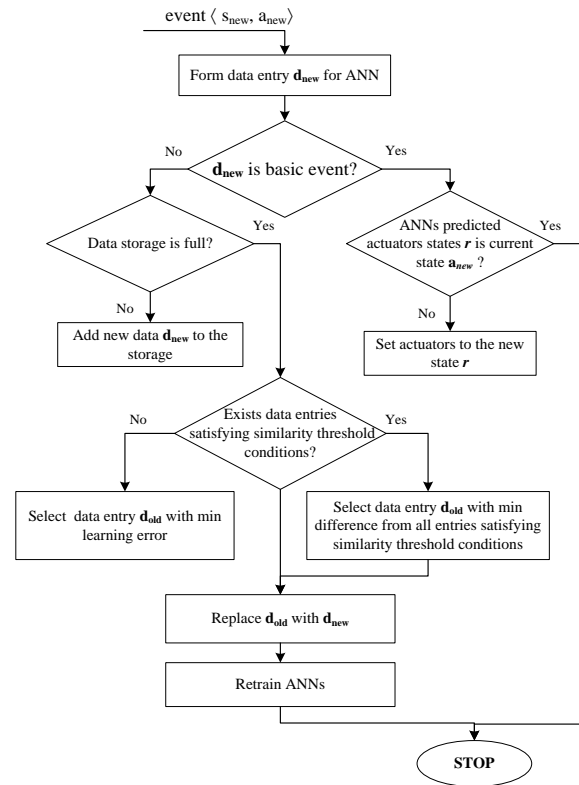 event ⟨ s_new, a_new⟩
Form data entry d_new for ANN
No
Yes
d_new is basic event?
Data storage is full?
Yes
ANNs predicted
actuators states r is current
state a_new ?
Yes
No
No
Add new data d_new to the
storage
Set actuators to the new
state r
No
Yes
Exists data entries
satisfying similarity threshold
conditions?
Select data entry d_old with min
learning error
Select data entry d_old with min
difference from all entries satisfying
similarity threshold conditions
Replace d_old with d_new
Retrain ANNs
STOP